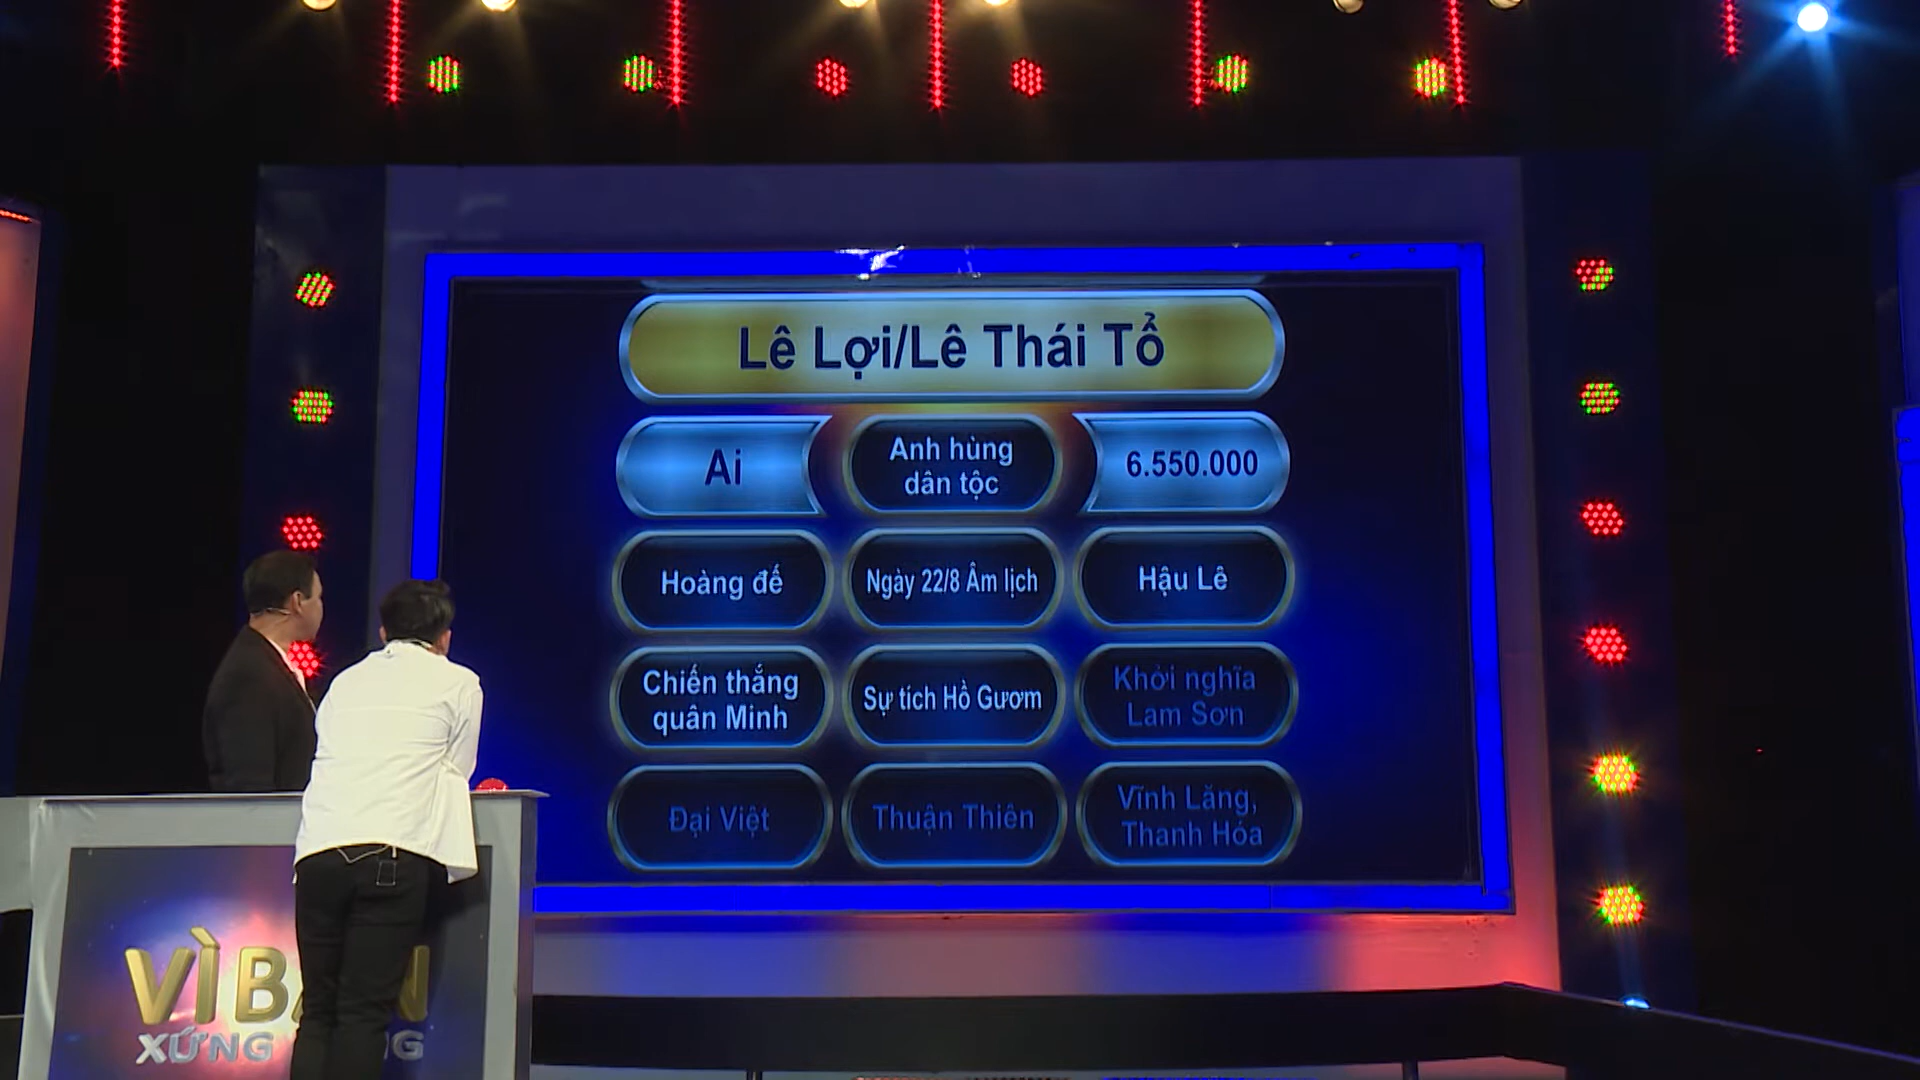 Lê Lợi/Lê Thái Tổ
Ai
Anh hùng
dân tộc
6.550.000
Hoàng đế
Ngày 22/8 Âm lịch
Hậu Lê
Chiến thắng
quân Minh
Sự tích Hồ Gươm
Khởi nghĩa
Lam Sơn
Đại Việt
Thuận Thiên
Vĩnh Lăng,
Thanh Hóa
VÌ
XỨNG